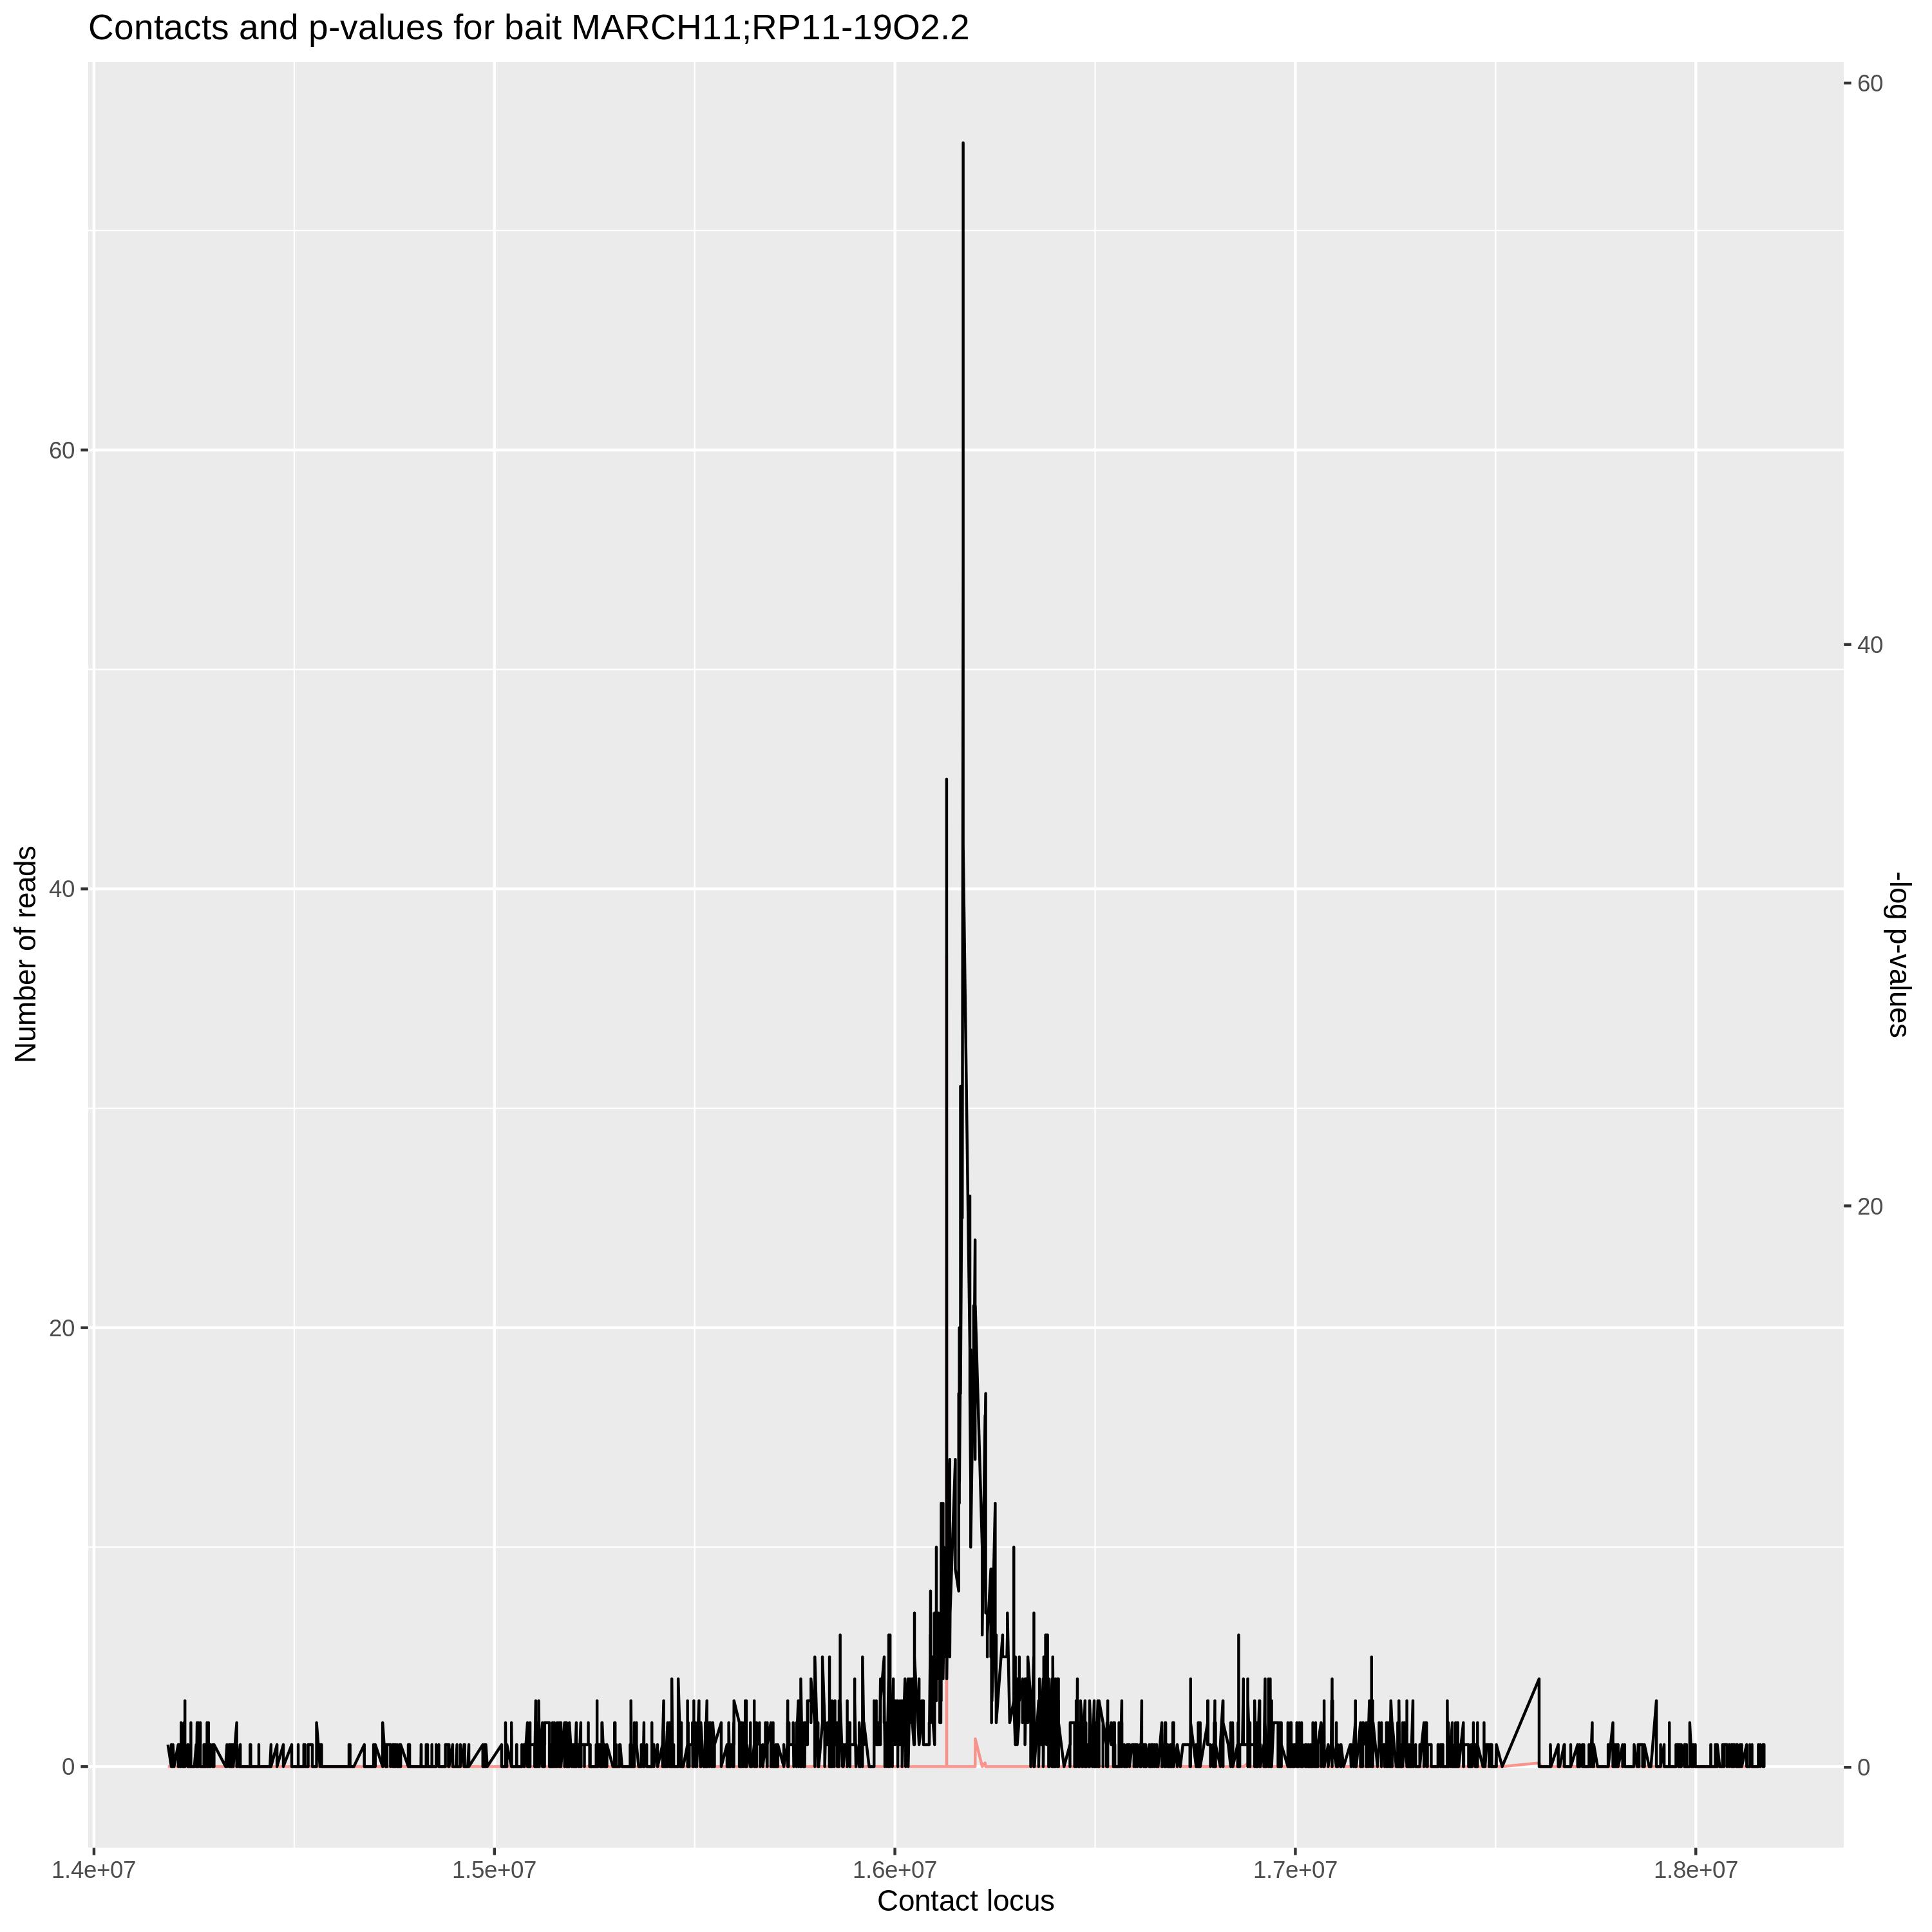 Contacts and p-values for bait MARCH11;RP11-19O2.2
60
40
20
0
Number of reads
60
40
20
0
-log p-values
1.4e+07
1.5e+07
1.6e+07
1.7e+07
1.8e+07
Contact locus